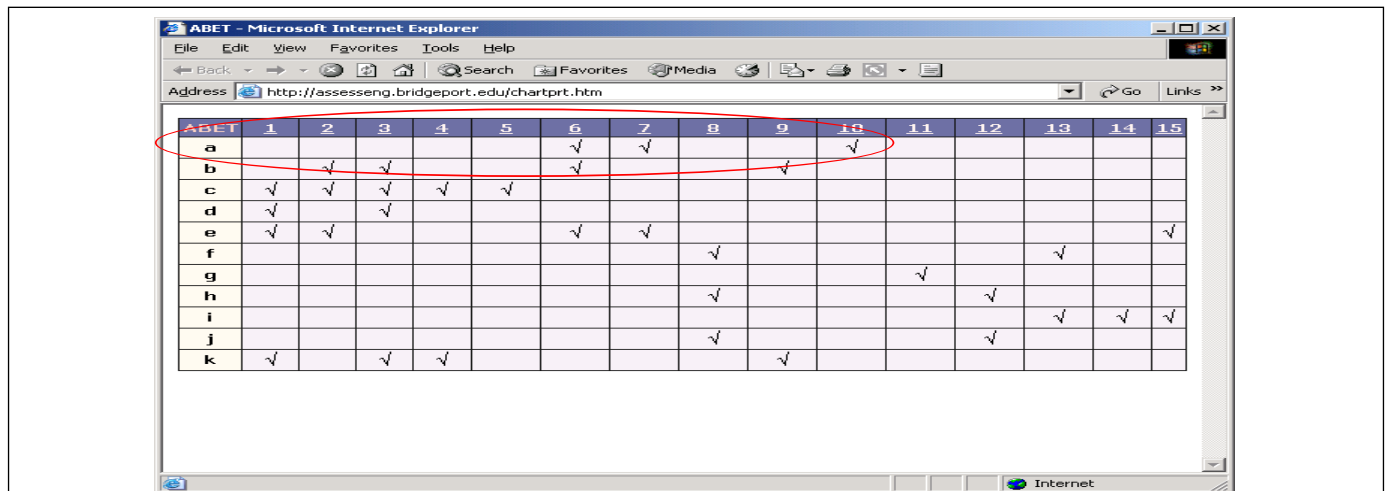 ABET - Microsoft Internet Explorer
File Edit View Favorites Tools Help
Back Search Favorites Media
Address http://assesseng.bridgeport.edu/chartprt.htm Go Links »
ABET 1 2 3 4 5 6 7 8 9 10 11 12 13 14 15
a √ √ √
b √ √ √ √
c √ √ √ √ √
d √ √
e √ √ √ √ √
f √ √
g √
h √ √
i √ √ √
j √ √
k √ √ √ √
Internet